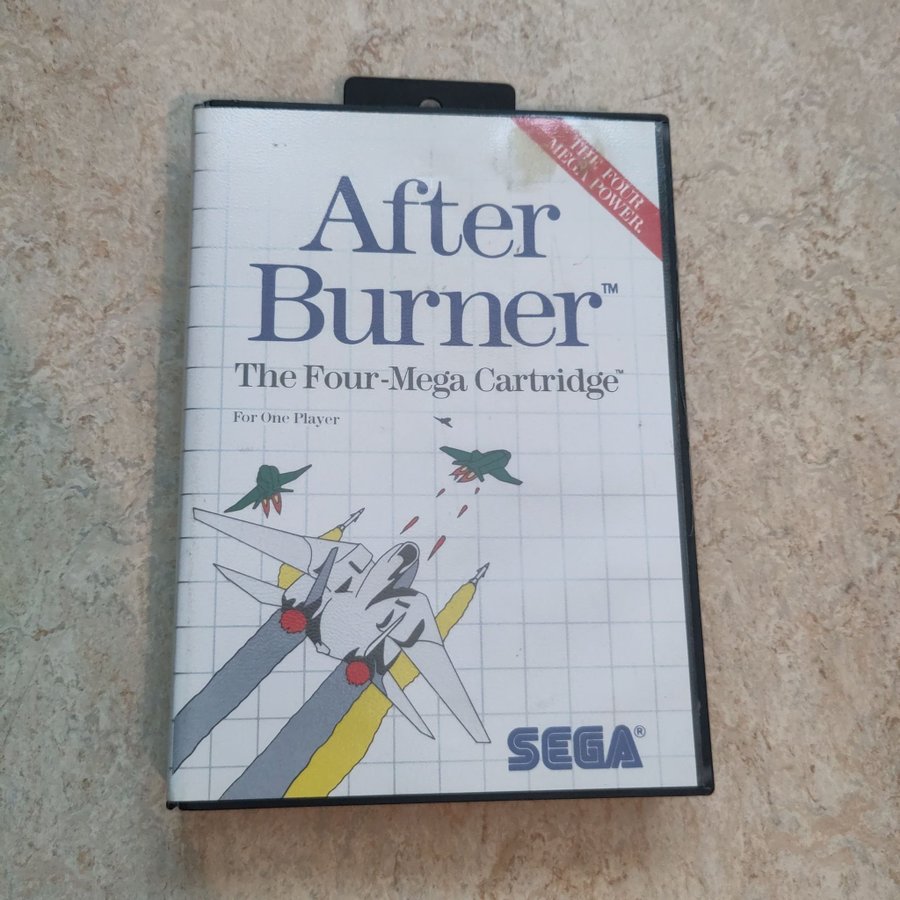 THE FOUR
MEGA POWER.
After
Burner™
The Four-Mega Cartridge™
For One Player
SEGA®